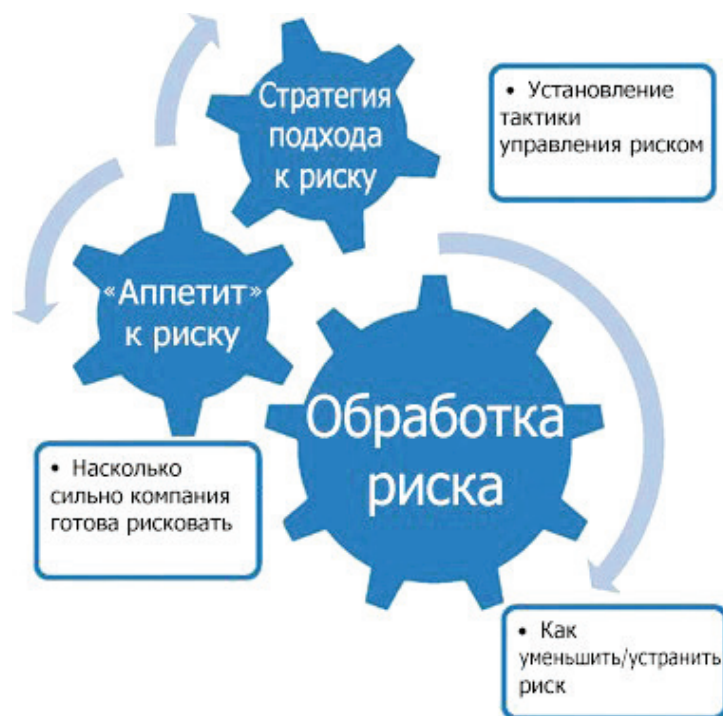 Стратегия
подхода
к риску
• Установление
тактики
управления риском
«Аппетит»
к риску
• Насколько
сильно компания
готова рисковать
Обработка
риска
• Как
уменьшить/устранить
риск